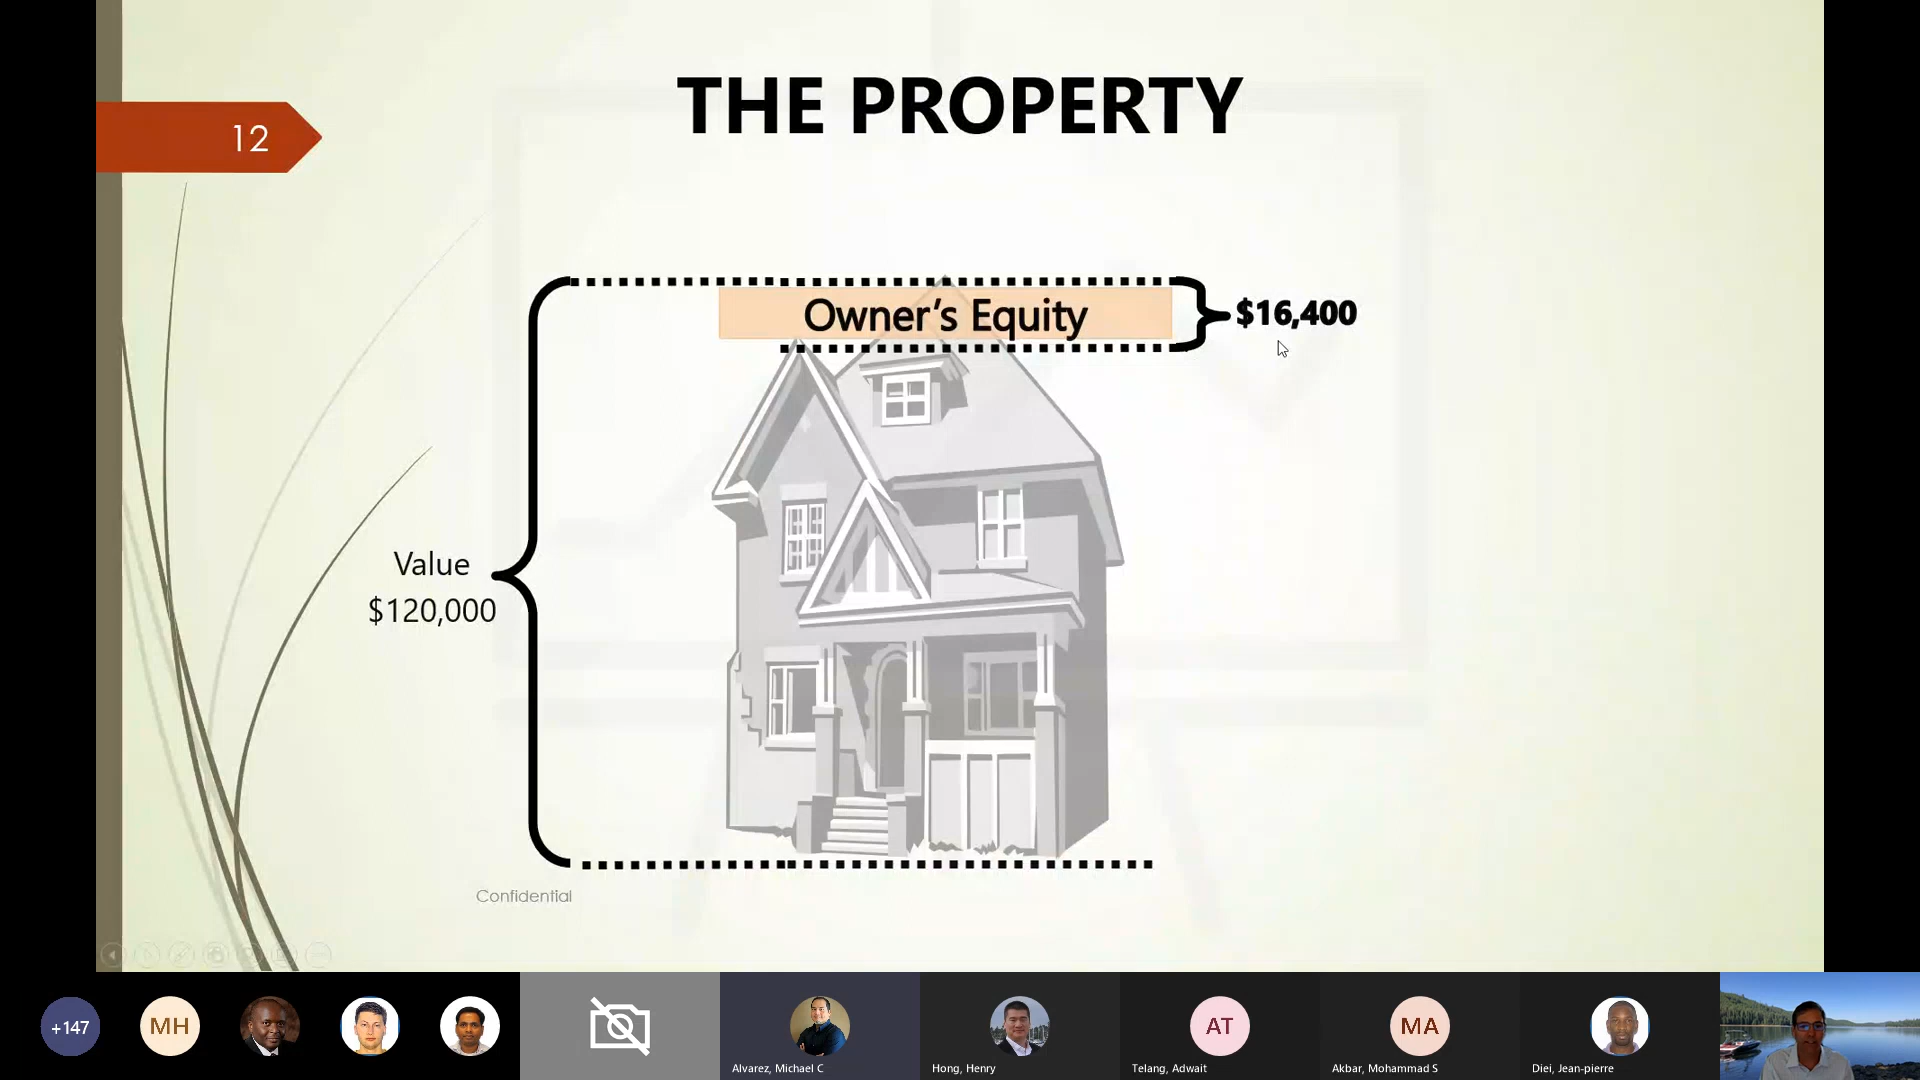 THE PROPERTY
12
Owner's Equity
$16,400
Value
$120,000
Confidential
+147
MH
AT
MA
Alvarez, Michael C
Hong, Henry
Telang, Adwait
Akbar, Mohammad S
Diei, Jean-pierre